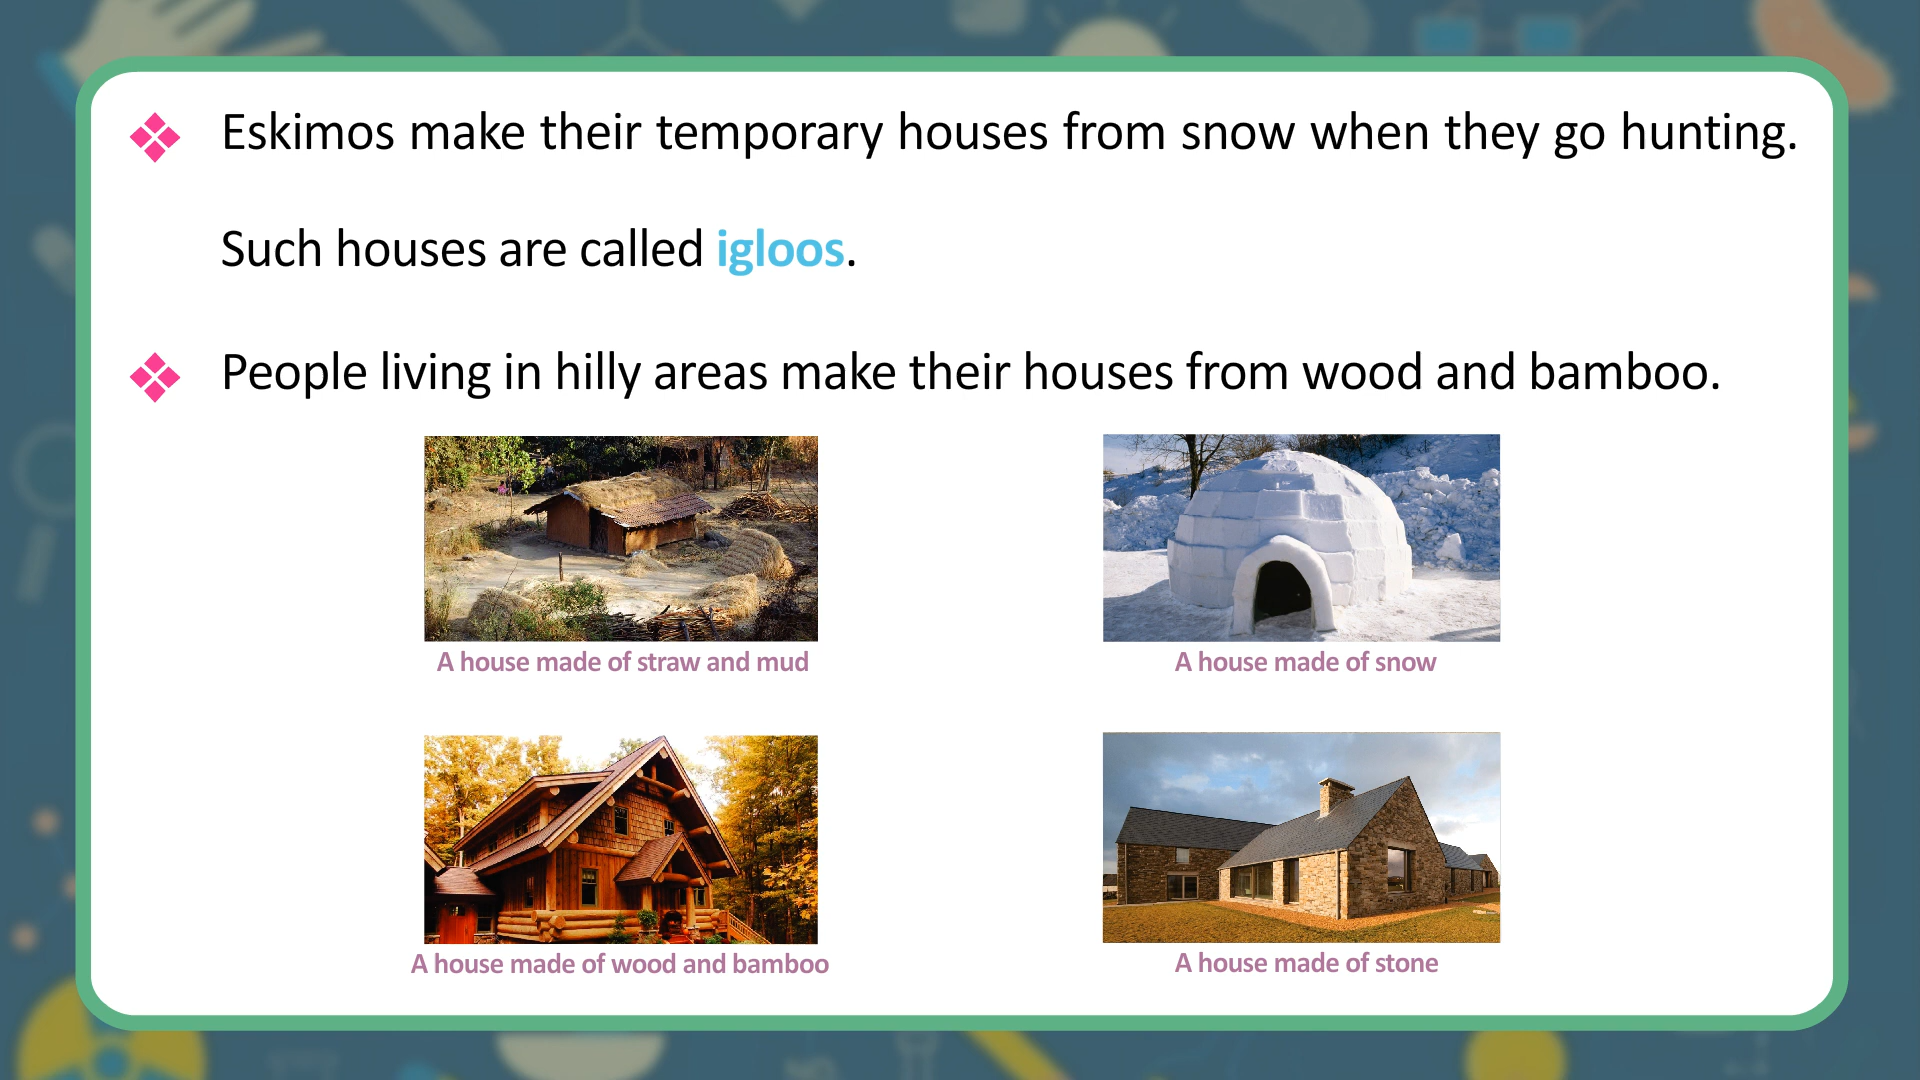 Eskimos make their temporary houses from snow when they go hunting.
Such houses are called igloos.
People living in hilly areas make their houses from wood and bamboo.
A house made of straw and mud
A house made of snow
A house made of wood and bamboo
A house made of stone